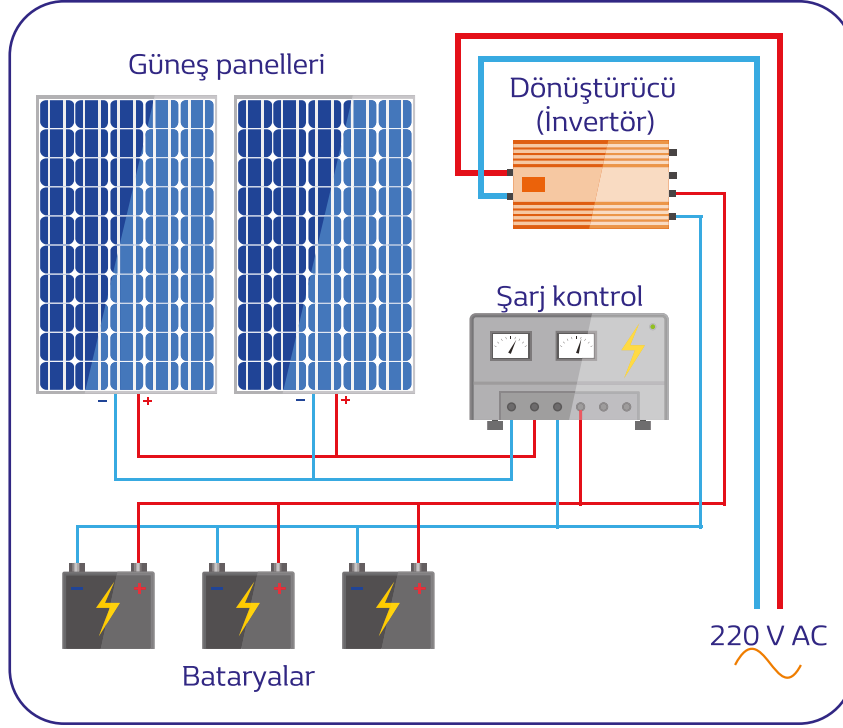 Güneş panelleri
Dönüştürücü
(İnvertör)
Şarj kontrol
− + − +
− + − + − +
Bataryalar
220 V AC